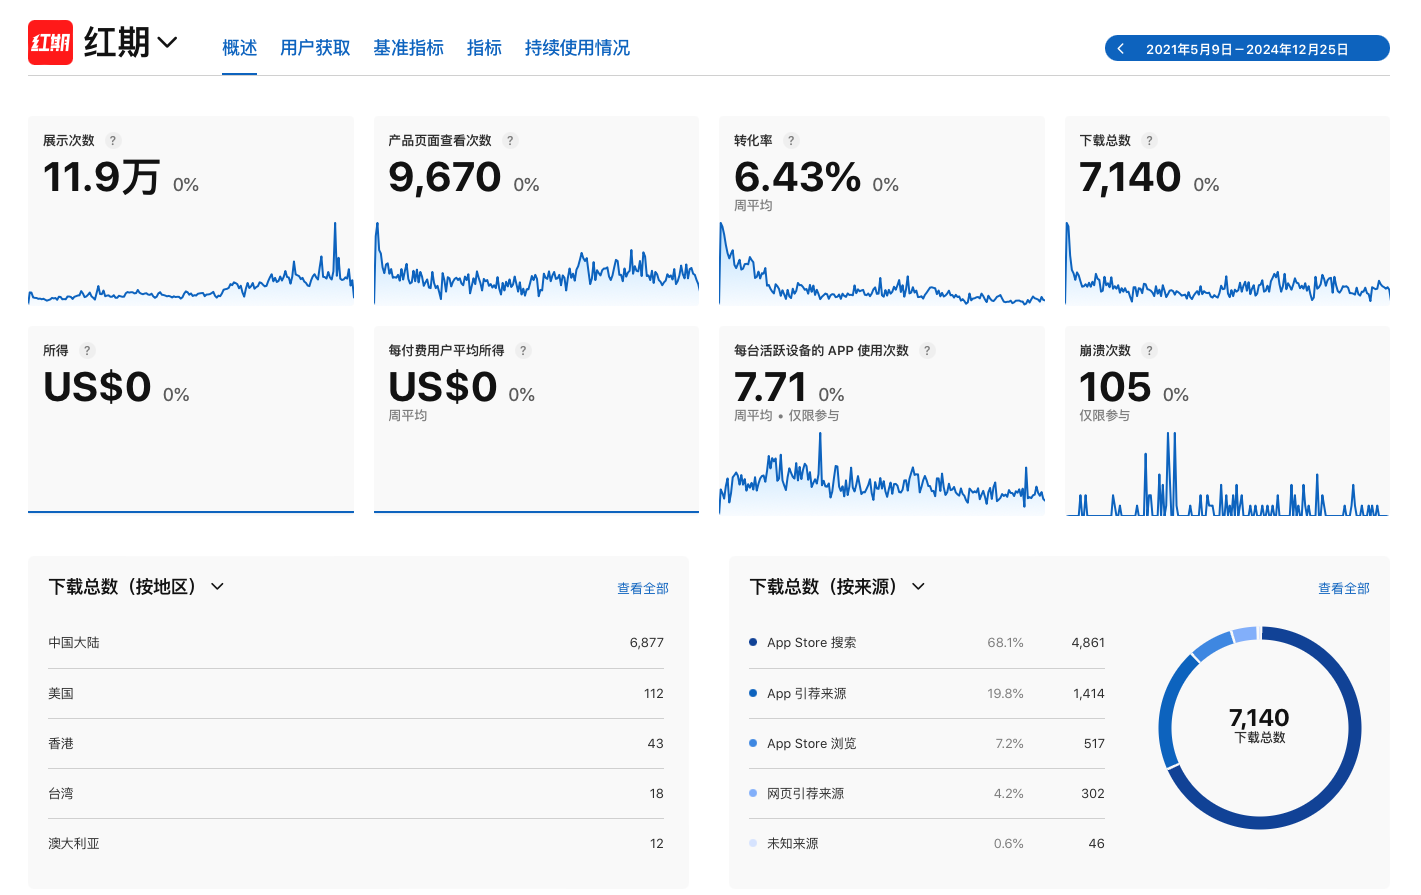 红期 红期
概述 用户获取 基准指标 指标 持续使用情况
2021年5月9日－2024年12月25日
展示次数 ?
11.9万 0%
产品页面查看次数 ?
9,670 0%
转化率 ?
6.43% 0%
周平均
下载总数 ?
7,140 0%
所得 ?
US$0 0%
每付费用户平均所得 ?
US$0 0%
周平均
每台活跃设备的 APP 使用次数 ?
7.71 0%
周平均 • 仅限参与
崩溃次数 ?
105 0%
仅限参与
下载总数（按地区） 查看全部
中国大陆 6,877
美国 112
香港 43
台湾 18
澳大利亚 12
下载总数（按来源） 查看全部
App Store 搜索 68.1% 4,861
App 引荐来源 19.8% 1,414
App Store 浏览 7.2% 517
网页引荐来源 4.2% 302
未知来源 0.6% 46
7,140
下载总数